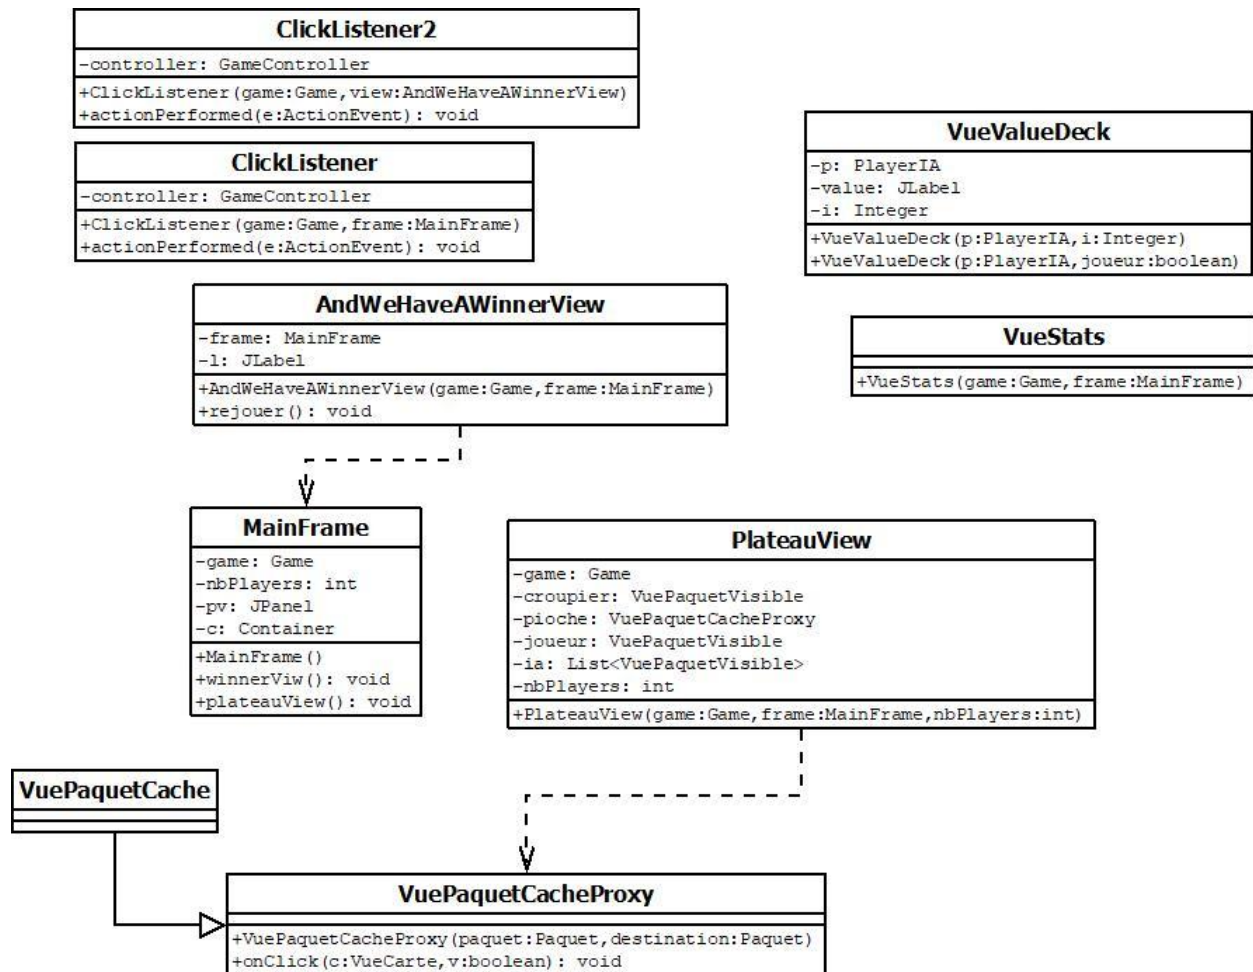 ClickListener2
-controller: GameController
+ClickListener(game:Game,view:AndWeHaveAWinnerView)
+actionPerformed(e:ActionEvent): void
ClickListener
-controller: GameController
+ClickListener(game:Game,frame:MainFrame)
+actionPerformed(e:ActionEvent): void
VueValueDeck
-p: PlayerIA
-value: JLabel
-i: Integer
+VueValueDeck(p:PlayerIA,i:Integer)
+VueValueDeck(p:PlayerIA,joueur:boolean)
AndWeHaveAWinnerView
-frame: MainFrame
-l: JLabel
+AndWeHaveAWinnerView(game:Game,frame:MainFrame)
+rejouer(): void
VueStats
+VueStats(game:Game,frame:MainFrame)
MainFrame
-game: Game
-nbPlayers: int
-pv: JPanel
-c: Container
+MainFrame()
+winnerViw(): void
+plateauView(): void
PlateauView
-game: Game
-croupier: VuePaquetVisible
-pioche: VuePaquetCacheProxy
-joueur: VuePaquetVisible
-ia: List<VuePaquetVisible>
-nbPlayers: int
+PlateauView(game:Game,frame:MainFrame,nbPlayers:int)
VuePaquetCache
VuePaquetCacheProxy
+VuePaquetCacheProxy(paquet:Paquet,destination:Paquet)
+onClick(c:VueCarte,v:boolean): void